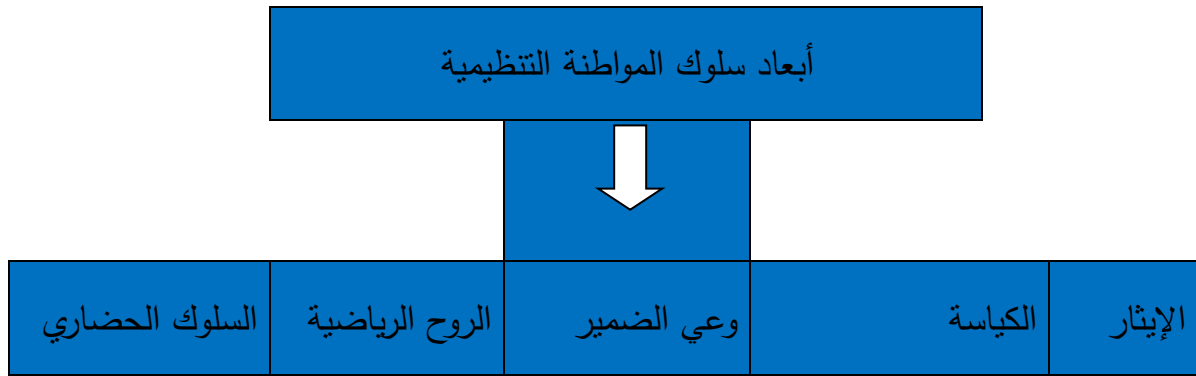 أبعاد سلوك المواطنة التنظيمية
الإيثار
الكياسة
وعي الضمير
الروح الرياضية
السلوك الحضاري